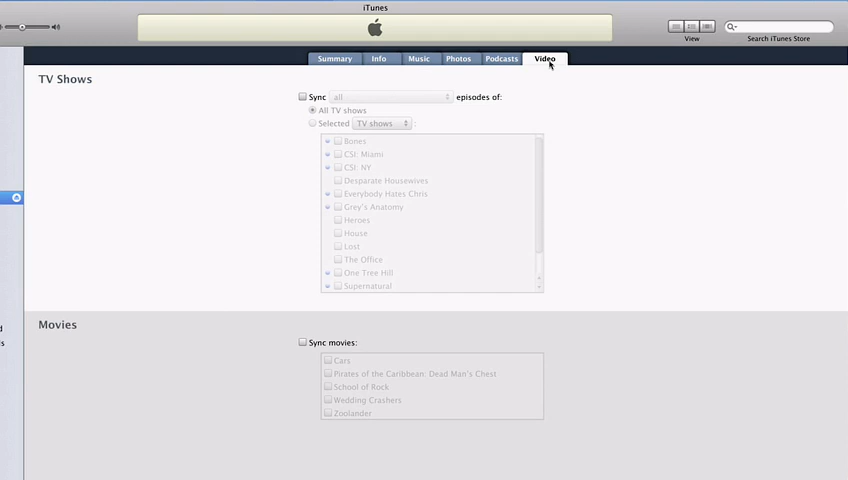 iTunes
View
Search iTunes Store
Summary Info Music Photos Podcasts Video
TV Shows
Sync all episodes of:
All TV shows
Selected TV shows :
Bones
CSI: Miami
CSI: NY
Desperate Housewives
Everybody Hates Chris
Grey's Anatomy
Heroes
House
Lost
The Office
One Tree Hill
Supernatural
Movies
Sync movies:
Cars
Pirates of the Caribbean: Dead Man's Chest
School of Rock
Wedding Crashers
Zoolander